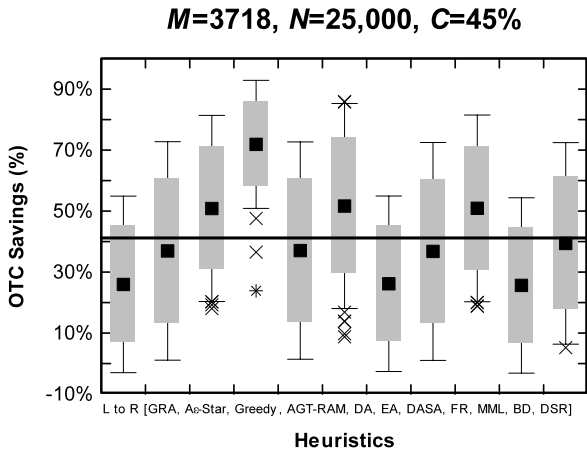 M=3718, N=25,000, C=45%
90%
70%
50%
30%
10%
-10%
OTC Savings (%)
L to R [GRA, Aε-Star, Greedy, AGT-RAM, DA, EA, DASA, FR, MML, BD, DSR]
Heuristics